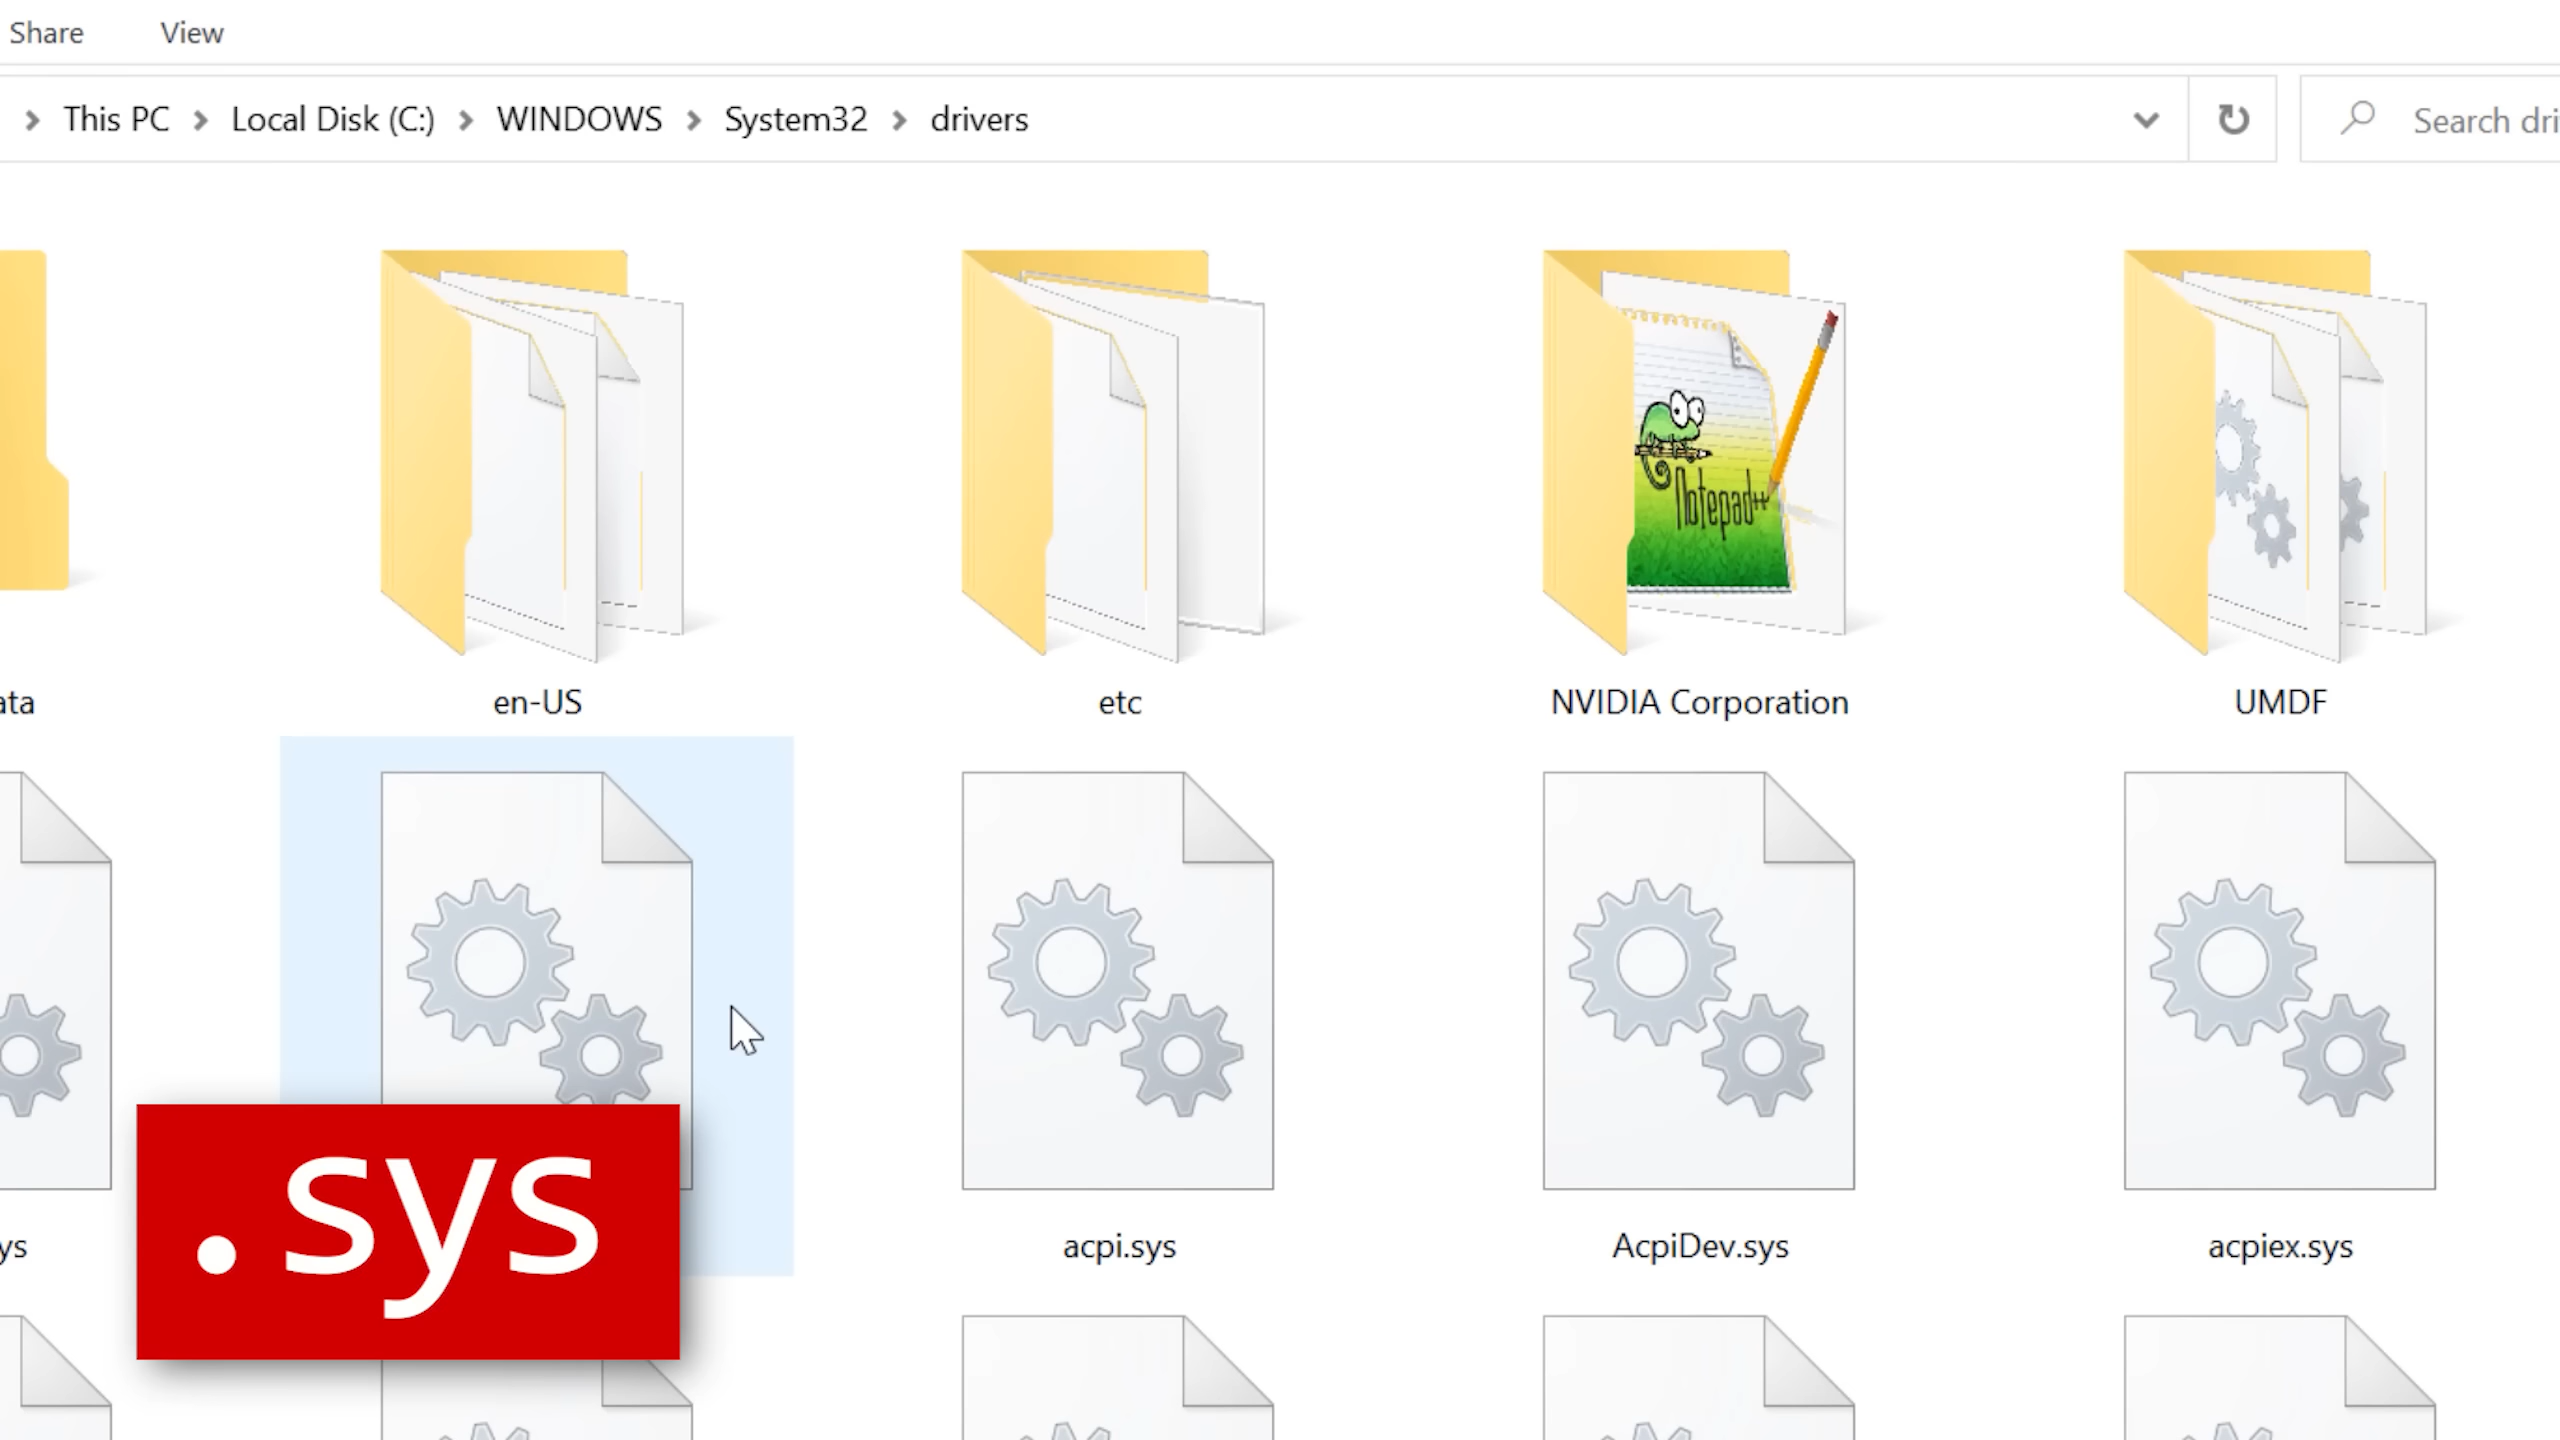 Share View
This PC Local Disk (C:) WINDOWS System32 drivers
Search dri
Notepad++
ata en-US etc NVIDIA Corporation UMDF
.sys
ys acpi.sys AcpiDev.sys acpiex.sys